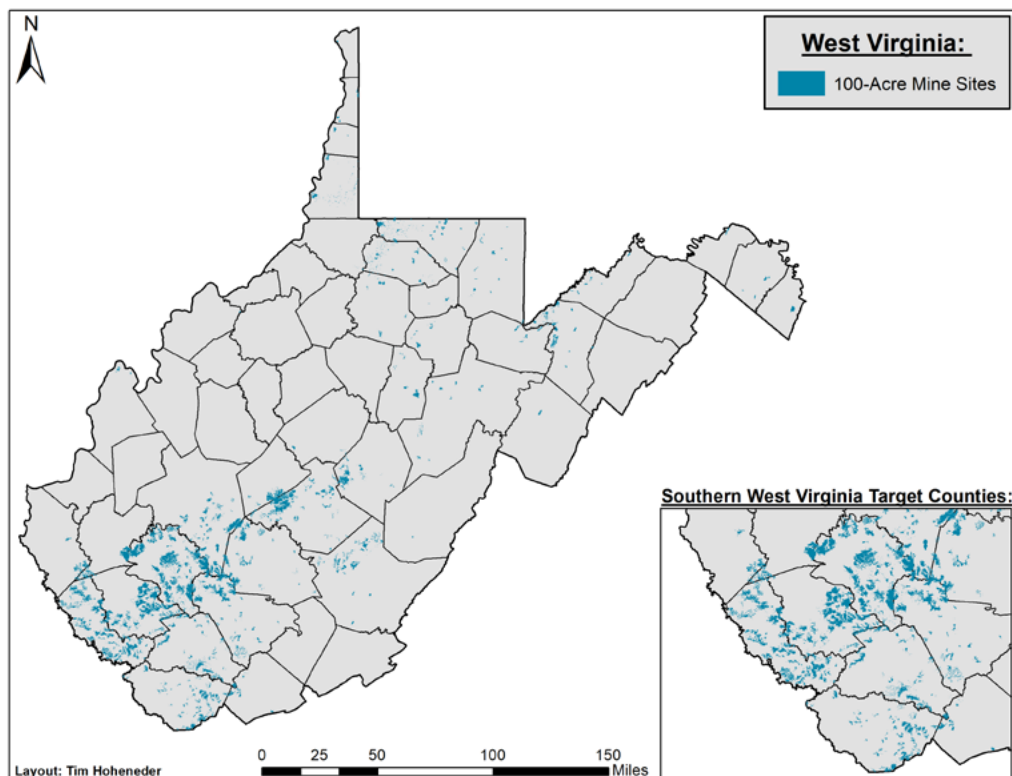 N
West Virginia:
100-Acre Mine Sites
Southern West Virginia Target Counties:
0 25 50 100 150
Miles
Layout: Tim Hoheneder